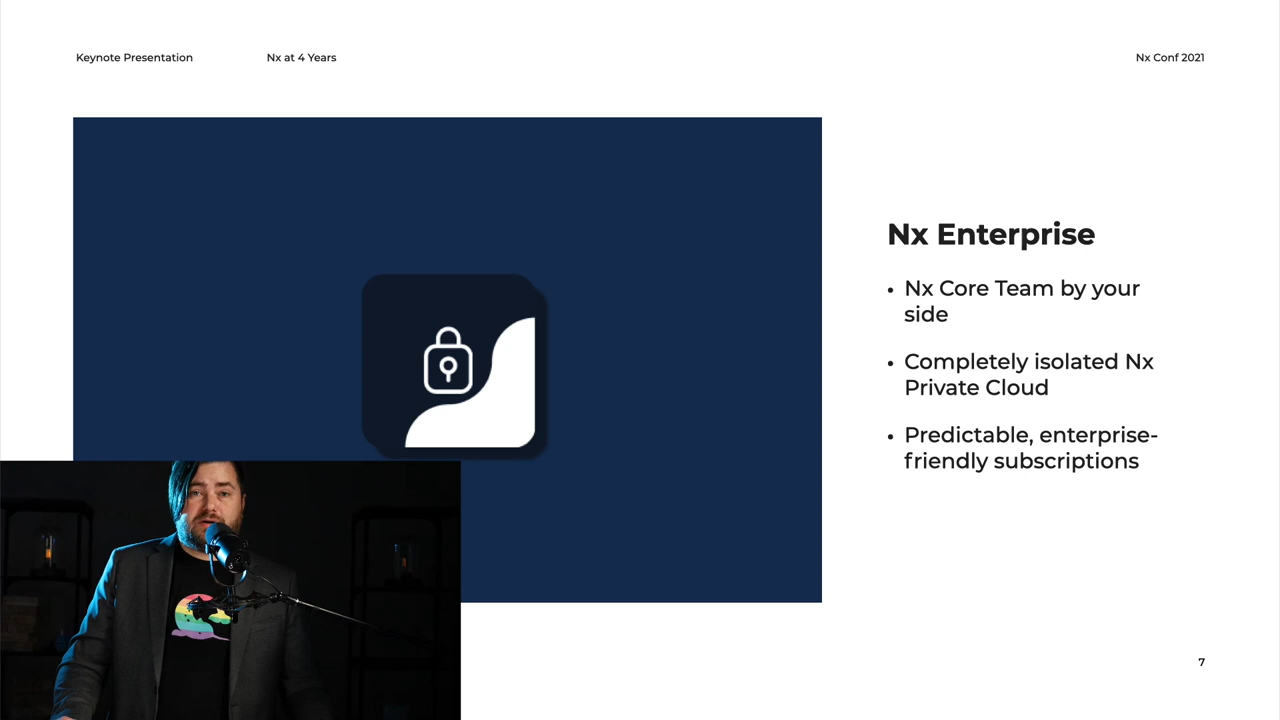 Keynote Presentation
Nx at 4 Years
Nx Conf 2021
Nx Enterprise
• Nx Core Team by your
side
• Completely isolated Nx
Private Cloud
• Predictable, enterprise-
friendly subscriptions
7